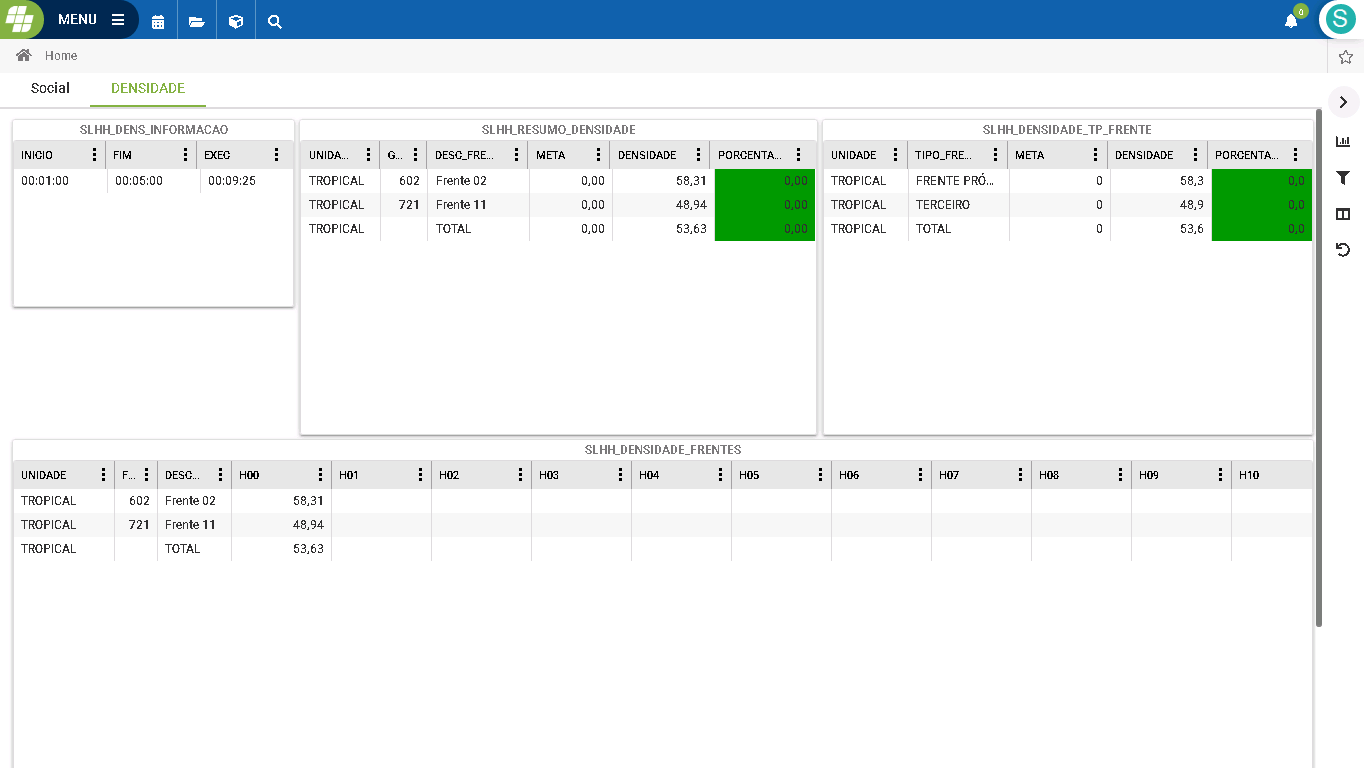 MENU
0
S
Home
Social DENSIDADE
SLHH_DENS_INFORMACAO
INICIO FIM EXEC
00:01:00 00:05:00 00:09:25
SLHH_RESUMO_DENSIDADE
UNIDA... G... DESC_FRE... META DENSIDADE PORCENTA...
TROPICAL 602 Frente 02 0,00 58,31 0,00
TROPICAL 721 Frente 11 0,00 48,94 0,00
TROPICAL TOTAL 0,00 53,63 0,00
SLHH_DENSIDADE_TP_FRENTE
UNIDADE TIPO_FRE... META DENSIDADE PORCENTA...
TROPICAL FRENTE PRÓ... 0 58,3 0,0
TROPICAL TERCEIRO 0 48,9 0,0
TROPICAL TOTAL 0 53,6 0,0
SLHH_DENSIDADE_FRENTES
UNIDADE F... DESC... H00 H01 H02 H03 H04 H05 H06 H07 H08 H09 H10
TROPICAL 602 Frente 02 58,31
TROPICAL 721 Frente 11 48,94
TROPICAL TOTAL 53,63